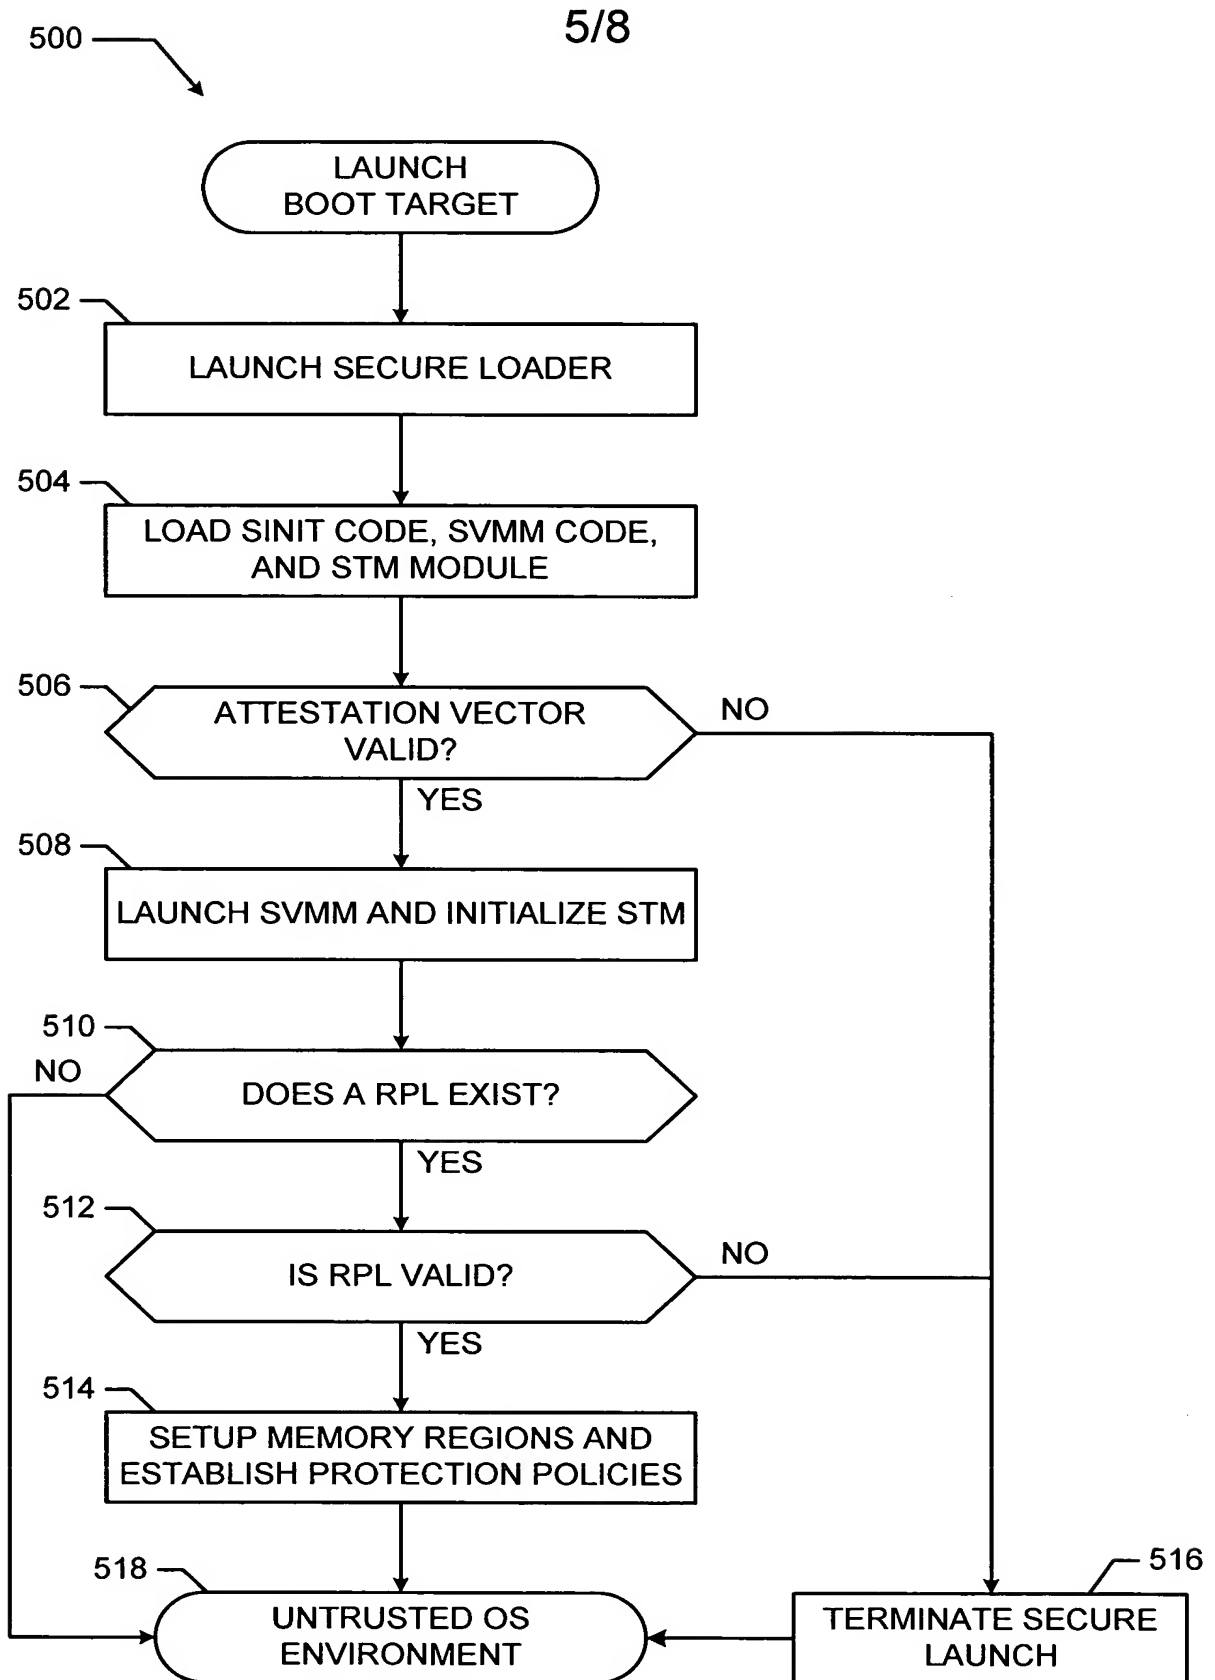 5/8
500
LAUNCH
BOOT TARGET
502
LAUNCH SECURE LOADER
504
LOAD SINIT CODE, SVMM CODE,
AND STM MODULE
506
ATTESTATION VECTOR
VALID?
NO
YES
508
LAUNCH SVMM AND INITIALIZE STM
510
NO
DOES A RPL EXIST?
YES
512
IS RPL VALID?
NO
YES
514
SETUP MEMORY REGIONS AND
ESTABLISH PROTECTION POLICIES
518
UNTRUSTED OS
ENVIRONMENT
516
TERMINATE SECURE
LAUNCH